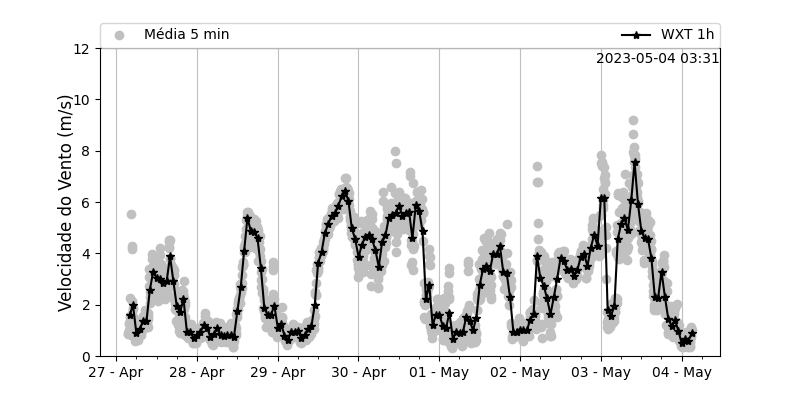 Média 5 min
WXT 1h
2023-05-04 03:31
Velocidade do Vento (m/s)
12
10
8
6
4
2
0
27 - Apr 28 - Apr 29 - Apr 30 - Apr 01 - May 02 - May 03 - May 04 - May